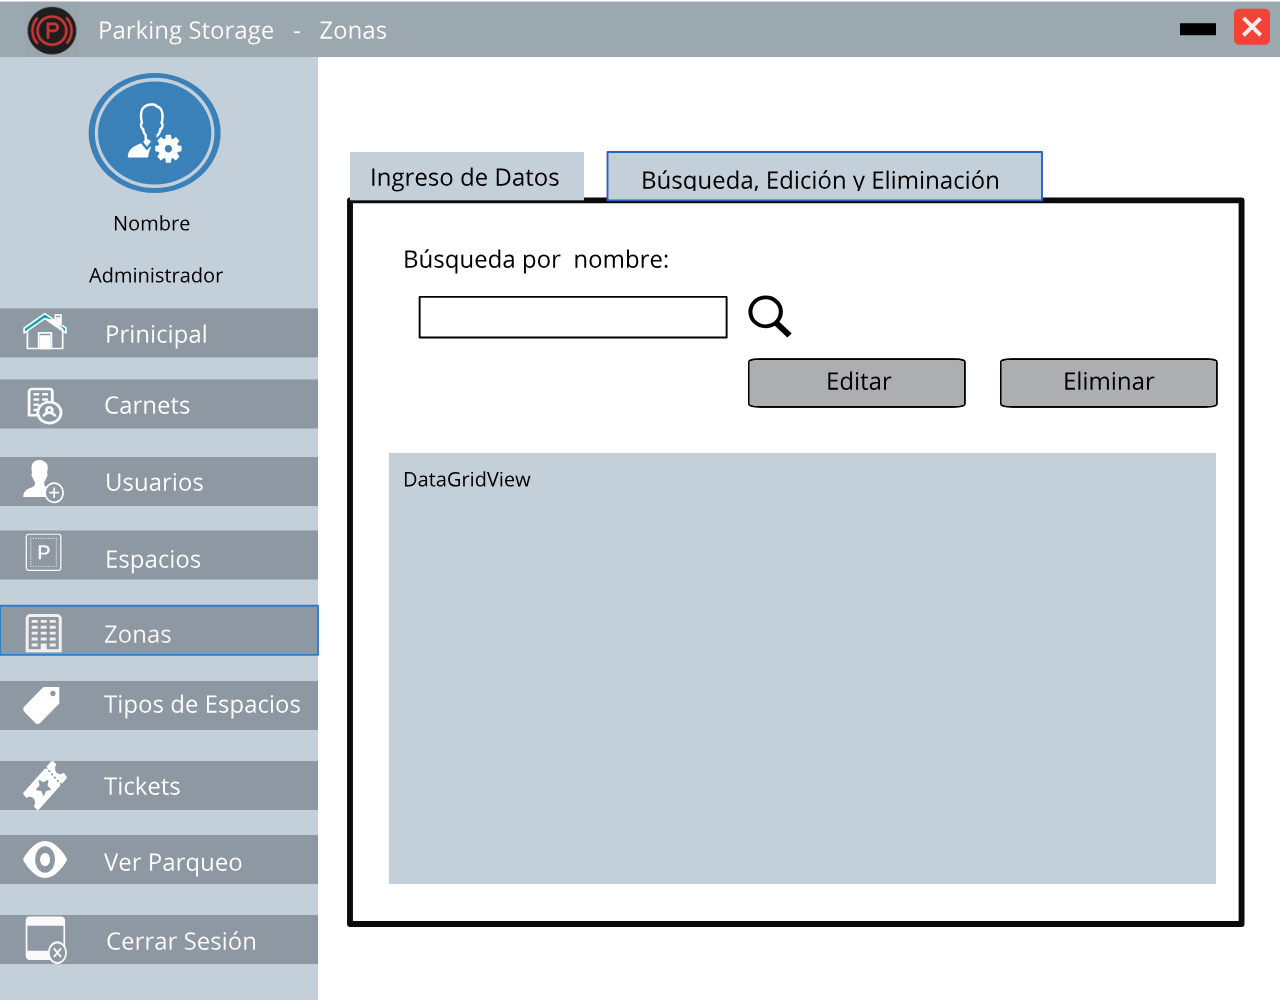 P Parking Storage - Zonas
Nombre
Administrador
Prinicipal
Carnets
Usuarios
P Espacios
Zonas
Tipos de Espacios
Tickets
Ver Parqueo
Cerrar Sesión
Ingreso de Datos
Búsqueda, Edición y Eliminación
Búsqueda por nombre:
Editar
Eliminar
DataGridView